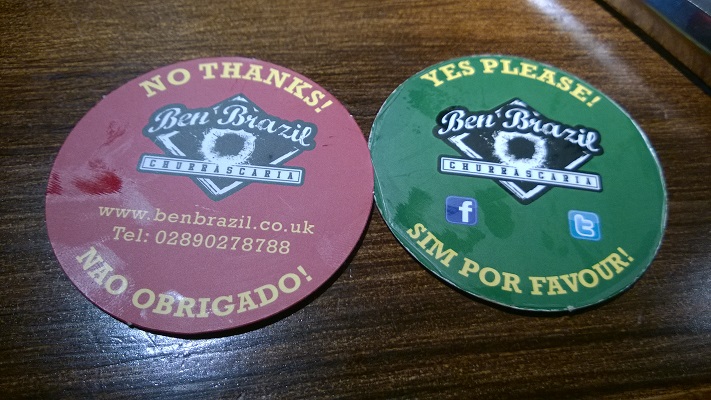 NO THANKS!
Ben Brazil
CHURRASCARIA
www.benbrazil.co.uk
Tel: 02890278788
NAO OBRIGADO!
YES PLEASE!
Ben Brazil
CHURRASCARIA
f
t
SIM POR FAVOUR!